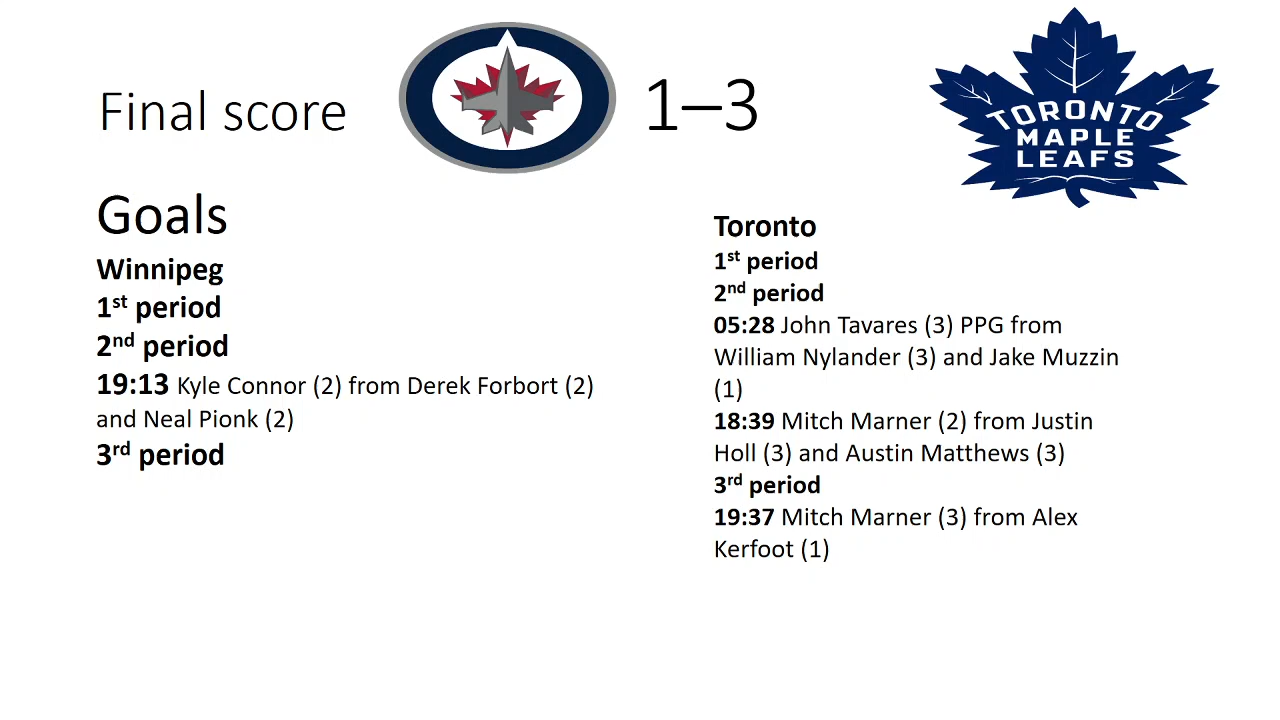 Final score
1–3
TORONTO
MAPLE
LEAFS
Goals
Winnipeg
1st period
2nd period
19:13 Kyle Connor (2) from Derek Forbort (2)
and Neal Pionk (2)
3rd period
Toronto
1st period
2nd period
05:28 John Tavares (3) PPG from
William Nylander (3) and Jake Muzzin
(1)
18:39 Mitch Marner (2) from Justin
Holl (3) and Austin Matthews (3)
3rd period
19:37 Mitch Marner (3) from Alex
Kerfoot (1)